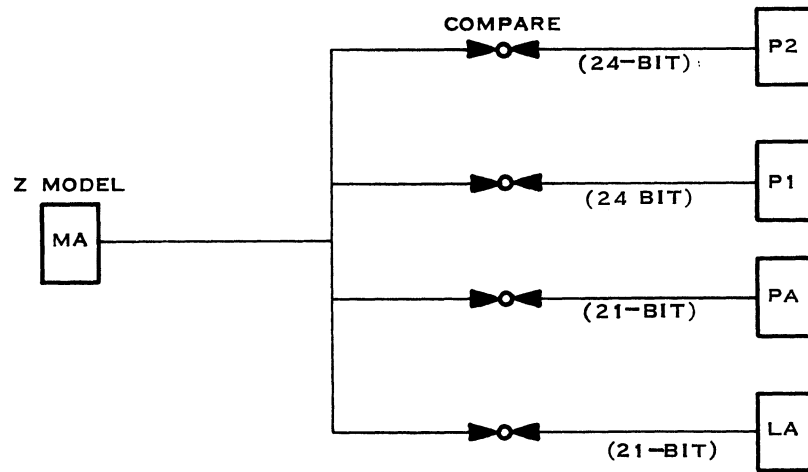 COMPARE
P2
(24-BIT)
Z MODEL
P1
(24 BIT)
MA
PA
(21-BIT)
LA
(21-BIT)